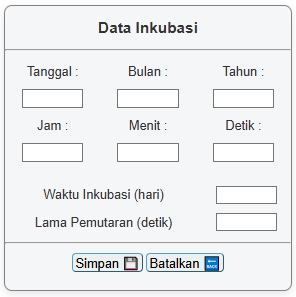 Data Inkubasi
Tanggal : Bulan : Tahun :
Jam : Menit : Detik :
Waktu Inkubasi (hari)
Lama Pemutaran (detik)
Simpan 💾 Batalkan 🔙